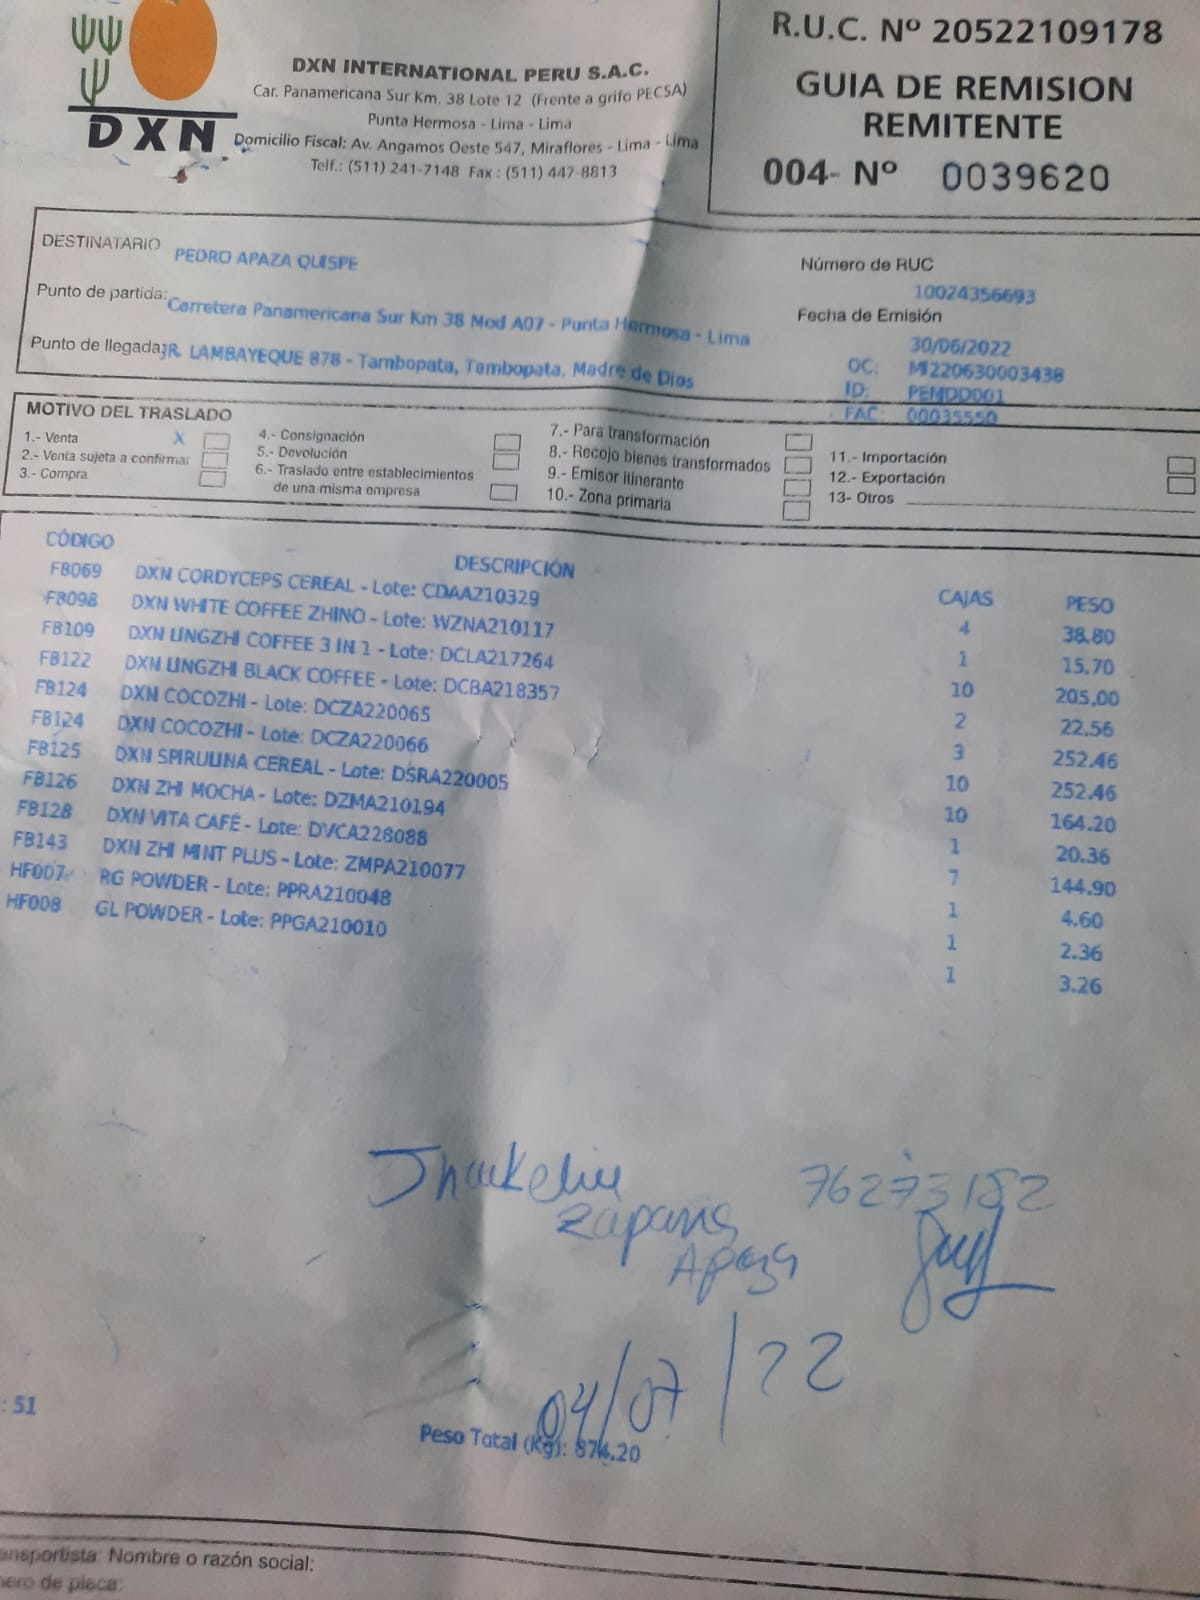 DXN
DXN INTERNATIONAL PERU S.A.C.
Car. Panamericana Sur Km. 38 Lote 12 (Frente a grifo PECSA)
Punta Hermosa - Lima - Lima
Domicilio Fiscal: Av. Angamos Oeste 547, Miraflores - Lima - Lima
Telf.: (511) 241-7148 Fax : (511) 447-8813
R.U.C. Nº 20522109178
GUIA DE REMISION
REMITENTE
004- Nº 0039620
DESTINATARIO PEDRO APAZA QUISPE
Punto de partida: Carretera Panamericana Sur Km 38 Mod A07 - Punta Hermosa - Lima
Punto de llegada: JR. LAMBAYEQUE 878 - Tambopata, Tambopata, Madre de Dios
Número de RUC
10024356693
Fecha de Emisión
30/06/2022
OC: MI220630003438
ID: PEMDD001
FAC: 00035550
MOTIVO DEL TRASLADO
1.- Venta X
2.- Venta sujeta a confirmar
3.- Compra
4.- Consignación
5.- Devolución
6.- Traslado entre establecimientos
de una misma empresa
7.- Para transformación
8.- Recojo bienes transformados
9.- Emisor itinerante
10.- Zona primaria
11.- Importación
12.- Exportación
13- Otros
CÓDIGO DESCRIPCIÓN CAJAS PESO
FB069 DXN CORDYCEPS CEREAL - Lote: CDAA210329 4 38.80
FB098 DXN WHITE COFFEE ZHINO - Lote: WZNA210117 1 15.70
FB109 DXN LINGZHI COFFEE 3 IN 1 - Lote: DCLA217264 10 205.00
FB122 DXN LINGZHI BLACK COFFEE - Lote: DCBA218357 2 22.56
FB124 DXN COCOZHI - Lote: DCZA220065 3 252.46
FB124 DXN COCOZHI - Lote: DCZA220066 10 252.46
FB125 DXN SPIRULINA CEREAL - Lote: DSRA220005 10 164.20
FB126 DXN ZHI MOCHA - Lote: DZMA210194 1 20.36
FB128 DXN VITA CAFÉ - Lote: DVCA228088 7 144.90
FB143 DXN ZHI MINT PLUS - Lote: ZMPA210077 1 4.60
HF007 RG POWDER - Lote: PPRA210048 1 2.36
HF008 GL POWDER - Lote: PPGA210010 1 3.26
Zapana
Apaza
04/07/22
: 51
Peso Total (Kg): 874.20
ansportista: Nombre o razón social:
mero de placa: